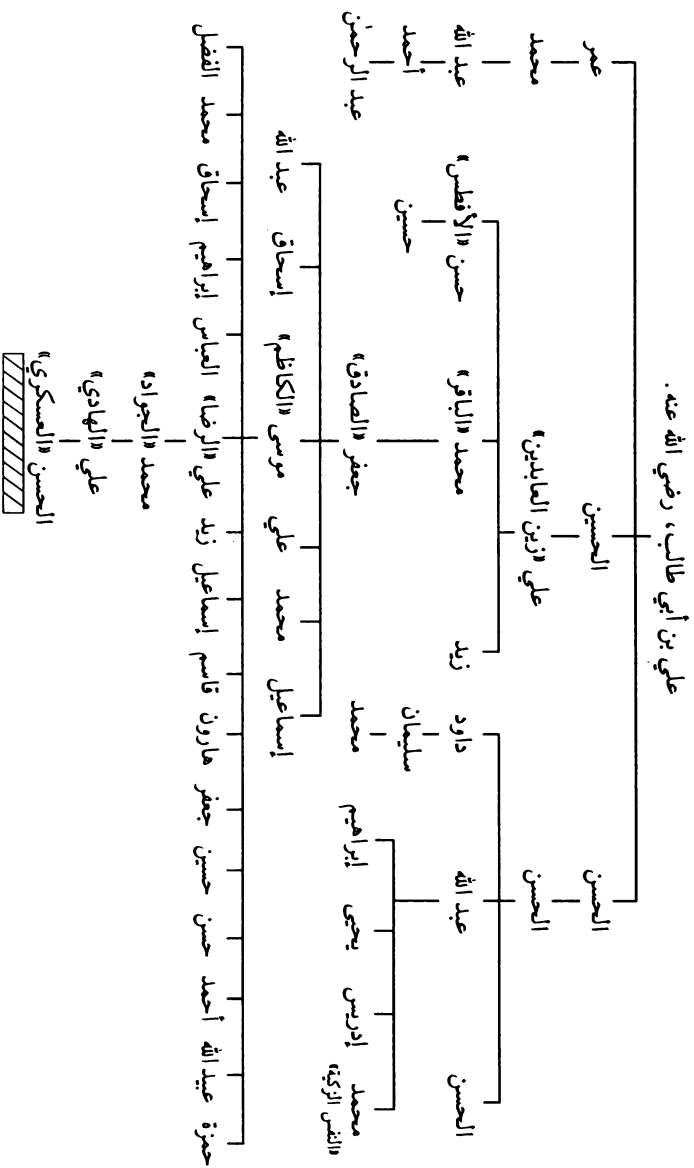 علي بن أبي طالب، رضي الله عنه.
الحسن الحسين عمر
الحسن علي «زين العابدين» محمد
الحسن عبد الله داود زيد محمد «الباقر» حسن «الأفطس» عبد الله
سليمان حسين أحمد
محمد «النفس الزكية» إدريس يحيى إبراهيم محمد جعفر «الصادق» عبد الرحمٰن
إسماعيل محمد علي موسى «الكاظم» إسحاق عبد الله
حمزة عبيد الله أحمد حسن حسين جعفر هارون قاسم إسماعيل زيد علي «الرضا» العباس إبراهيم إسحاق محمد الفضل
محمد «الجواد»
علي «الهادي»
الحسن «العسكري»